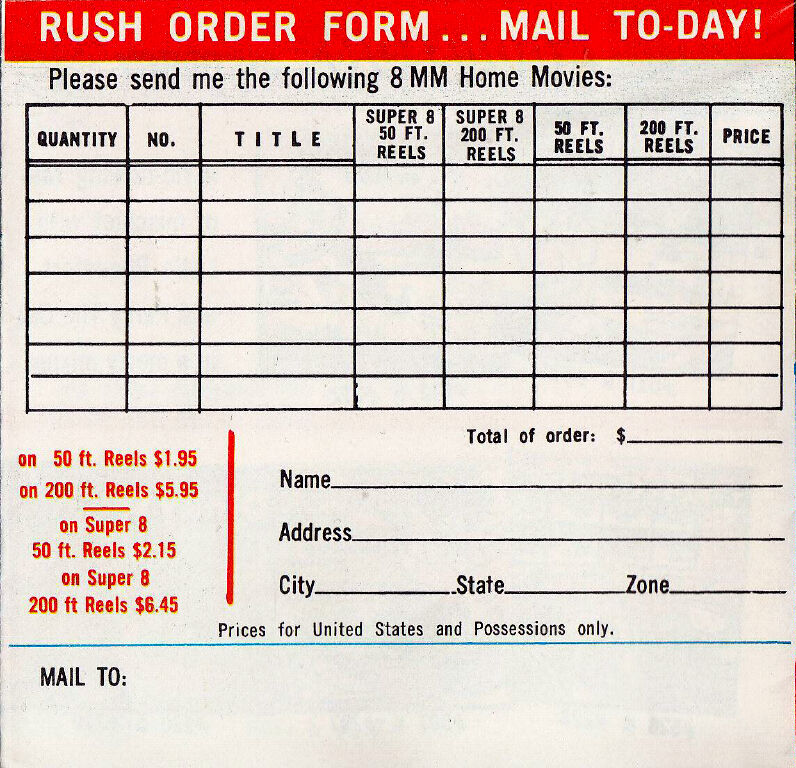 RUSH ORDER FORM... MAIL TO-DAY!
Please send me the following 8 MM Home Movies:
QUANTITY NO. TITLE SUPER 8 50 FT. REELS SUPER 8 200 FT. REELS 50 FT. REELS 200 FT. REELS PRICE
Total of order: $
on 50 ft. Reels $1.95
on 200 ft. Reels $5.95
on Super 8
50 ft. Reels $2.15
on Super 8
200 ft Reels $6.45
Name
Address
City State Zone
Prices for United States and Possessions only.
MAIL TO: